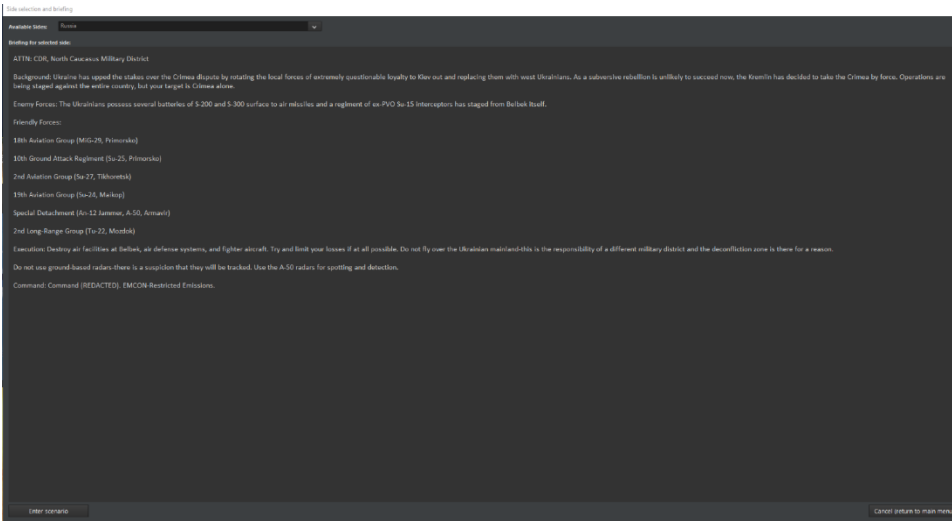 Side selection and briefing
Available Sides: Russia
Briefing for selected side:
ATTN: CDR, North Caucasus Military District
Background: Ukraine has upped the stakes over the Crimea dispute by rotating the local forces of extremely questionable loyalty to Kiev out and replacing them with west Ukrainians. As a subversive rebellion is unlikely to succeed now, the Kremlin has decided to take the Crimea by force. Operations are
being staged against the entire country, but your target is Crimea alone.
Enemy Forces: The Ukrainians possess several batteries of S-200 and S-300 surface to air missiles and a regiment of ex-PVO Su-15 interceptors has staged from Belbek itself.
Friendly Forces:
18th Aviation Group (MiG-29, Primorsko)
10th Ground Attack Regiment (Su-25, Primorsko)
2nd Aviation Group (Su-27, Tikhoretsk)
19th Aviation Group (Su-24, Maikop)
Special Detachment (An-12 Jammer, A-50, Armavir)
2nd Long-Range Group (Tu-22, Mozdok)
Execution: Destroy air facilities at Belbek, air defense systems, and fighter aircraft. Try and limit your losses if at all possible. Do not fly over the Ukrainian mainland-this is the responsibility of a different military district and the deconfliction zone is there for a reason.
Do not use ground-based radars-there is a suspicion that they will be tracked. Use the A-50 radars for spotting and detection.
Command: Command (REDACTED). EMCON-Restricted Emissions.
Enter scenario
Cancel (return to main menu